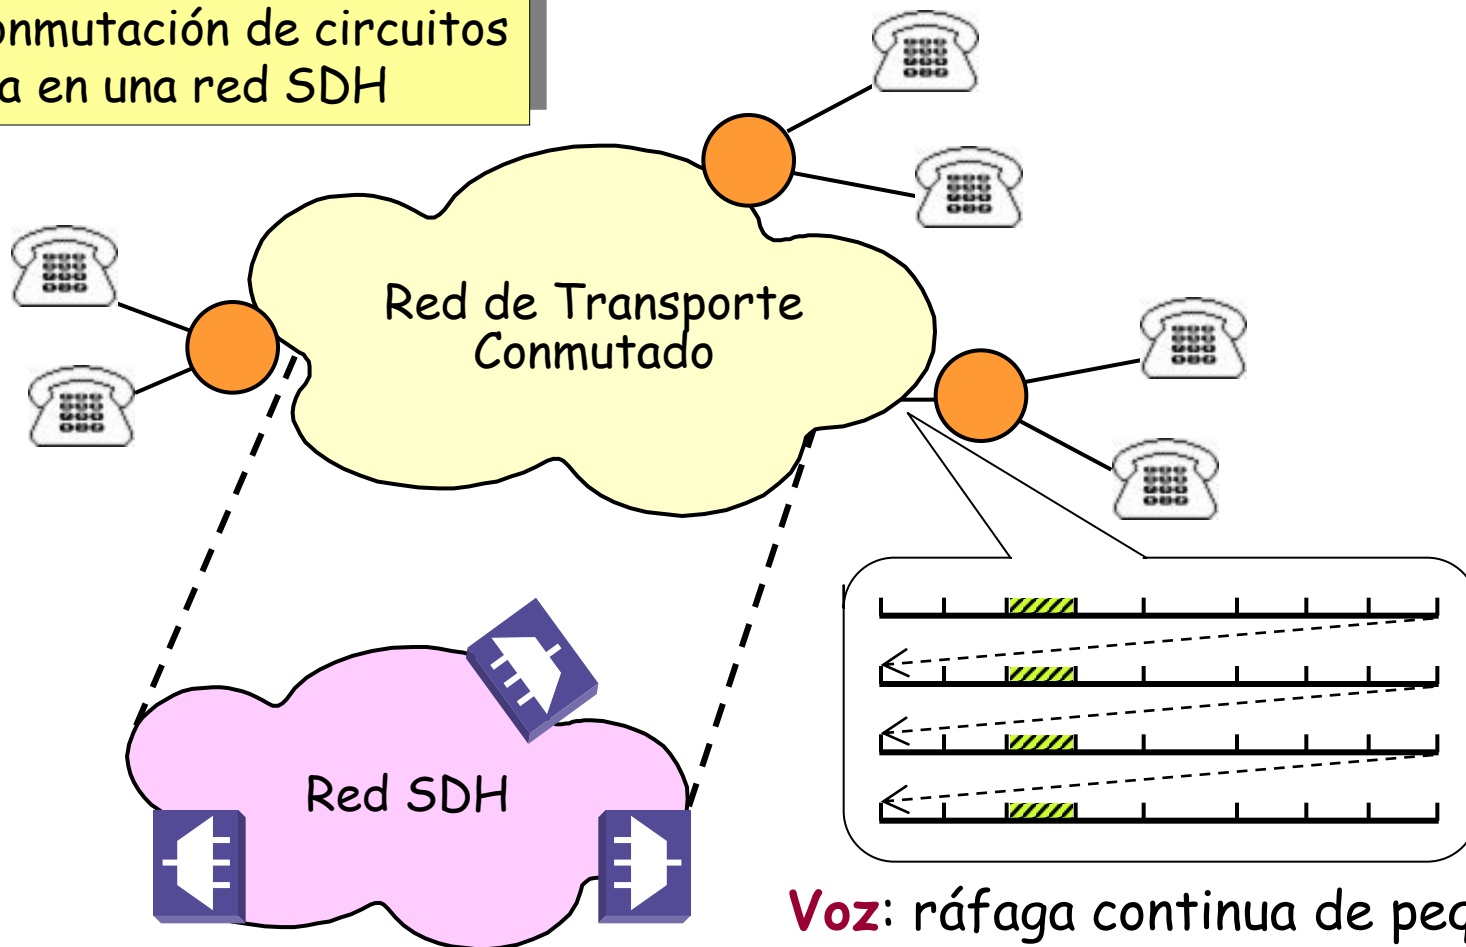 onmutación de circuitos
a en una red SDH
Red de Transporte
Conmutado
Red SDH
Voz: ráfaga continua de peq